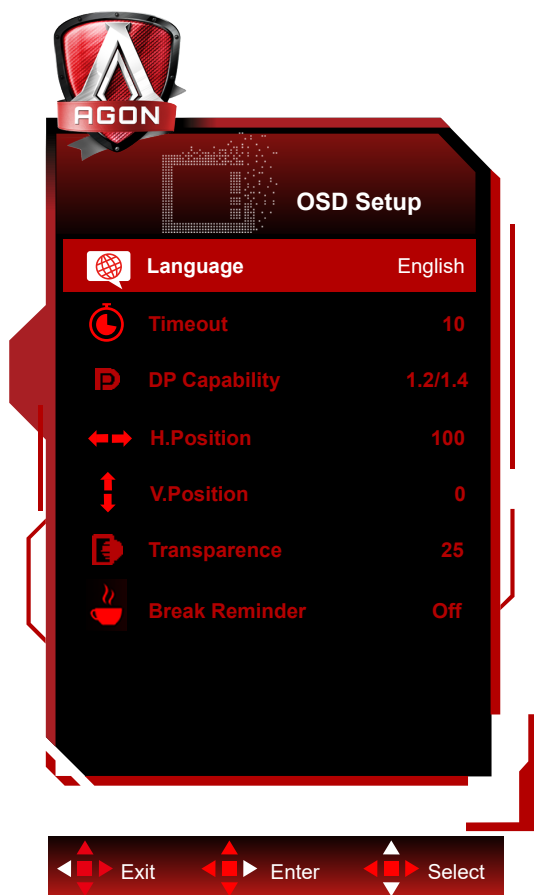 AGON
OSD Setup
Language English
Timeout 10
DP Capability 1.2/1.4
H.Position 100
V.Position 0
Transparence 25
Break Reminder Off
Exit Enter Select